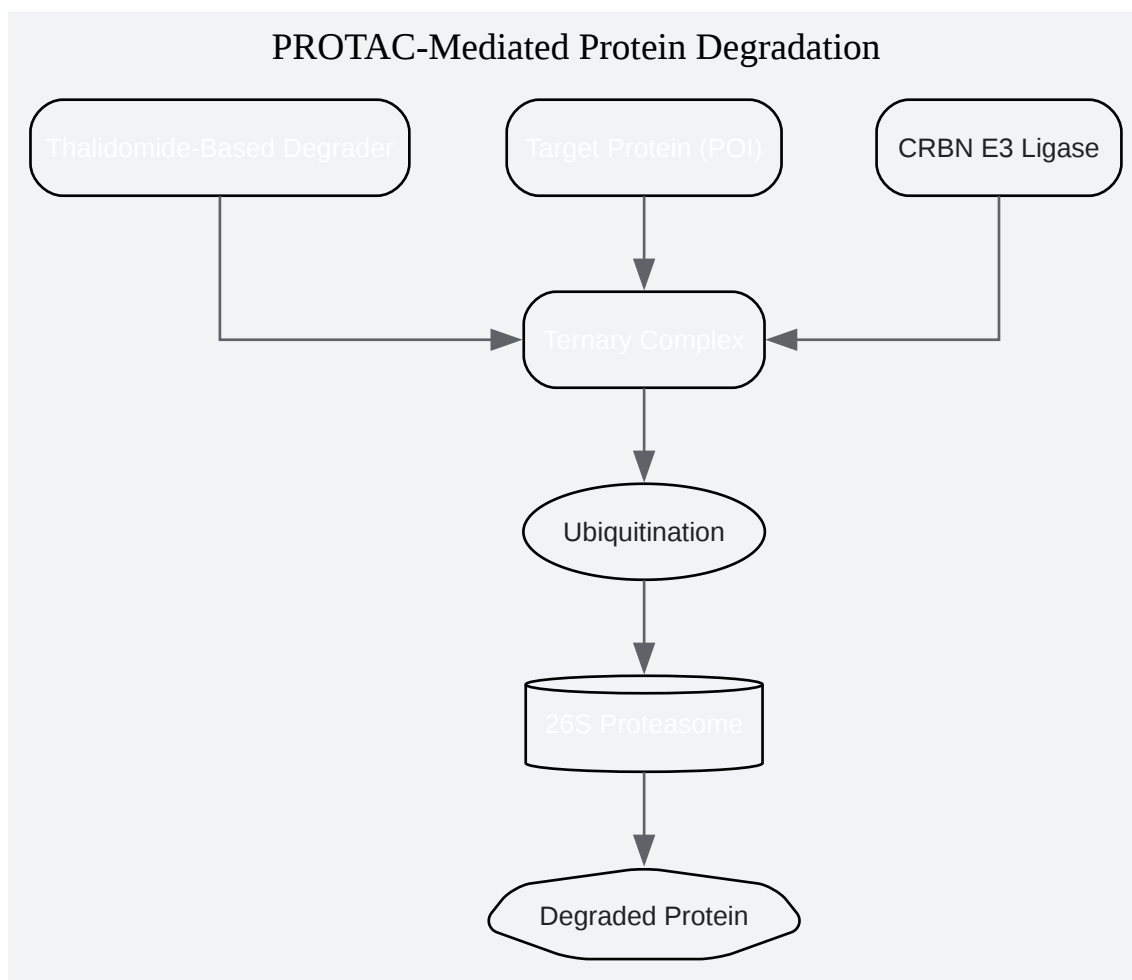 PROTAC-Mediated Protein Degradation
Thalidomide-Based Degrader
Target Protein (POI)
CRBN E3 Ligase
Ternary Complex
Ubiquitination
26S Proteasome
Degraded Protein